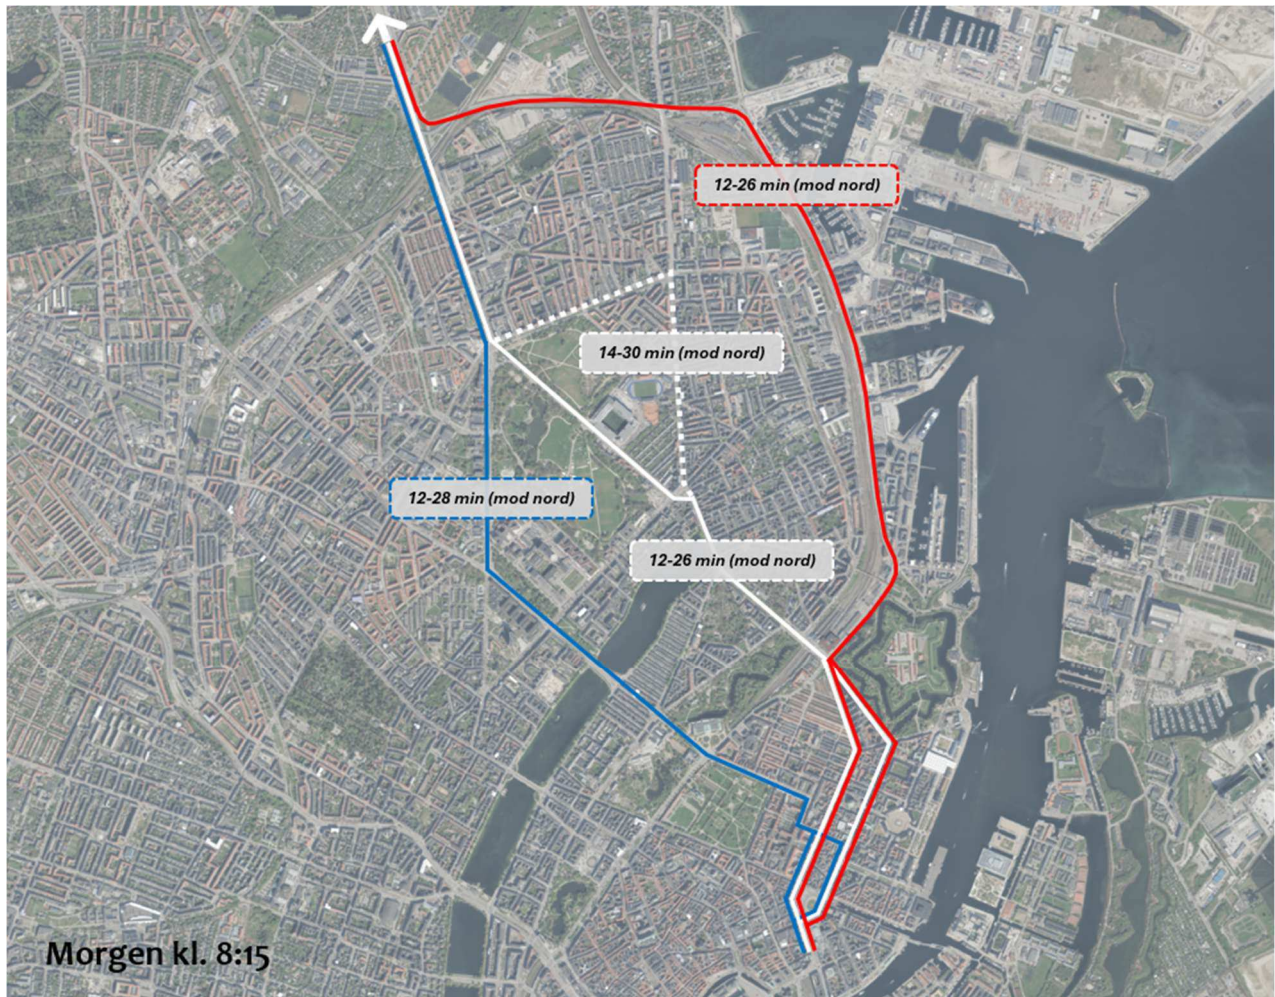 12-26 min (mod nord)
14-30 min (mod nord)
12-28 min (mod nord)
12-26 min (mod nord)
Morgen kl. 8:15